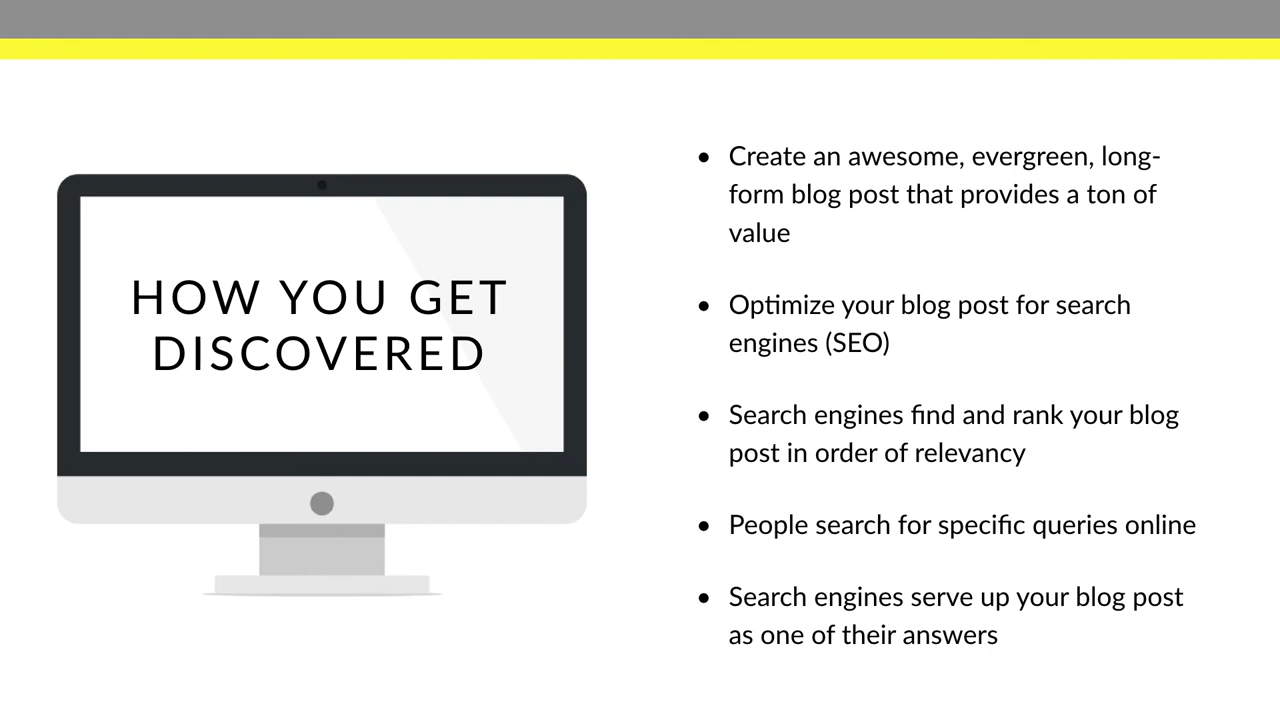 HOW YOU GET
DISCOVERED
• Create an awesome, evergreen, long-
form blog post that provides a ton of
value
• Optimize your blog post for search
engines (SEO)
• Search engines find and rank your blog
post in order of relevancy
• People search for specific queries online
• Search engines serve up your blog post
as one of their answers